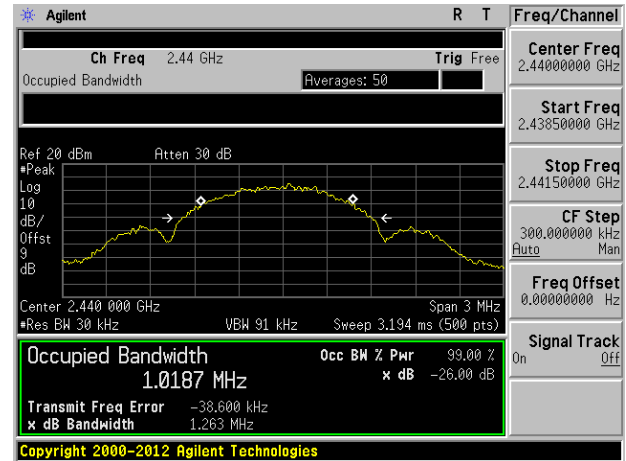 Agilent R T
Freq/Channel
Ch Freq 2.44 GHz Trig Free
Occupied Bandwidth Averages: 50
Center Freq
2.44000000 GHz
Start Freq
2.43850000 GHz
Stop Freq
2.44150000 GHz
CF Step
300.000000 kHz
Auto Man
Freq Offset
0.00000000 Hz
Signal Track
On Off
Ref 20 dBm Atten 30 dB
#Peak
Log
10
dB/
Offst
9
dB
Center 2.440 000 GHz Span 3 MHz
#Res BW 30 kHz VBW 91 kHz Sweep 3.194 ms (500 pts)
Occupied Bandwidth Occ BW % Pwr 99.00 %
1.0187 MHz x dB -26.00 dB
Transmit Freq Error -38.600 kHz
x dB Bandwidth 1.263 MHz
Copyright 2000-2012 Agilent Technologies